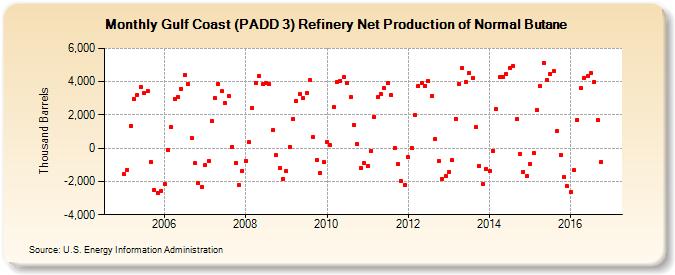 Monthly Gulf Coast (PADD 3) Refinery Net Production of Normal Butane
Thousand Barrels
6,000
4,000
2,000
0
-2,000
-4,000
2006 2008 2010 2012 2014 2016
Source: U.S. Energy Information Administration